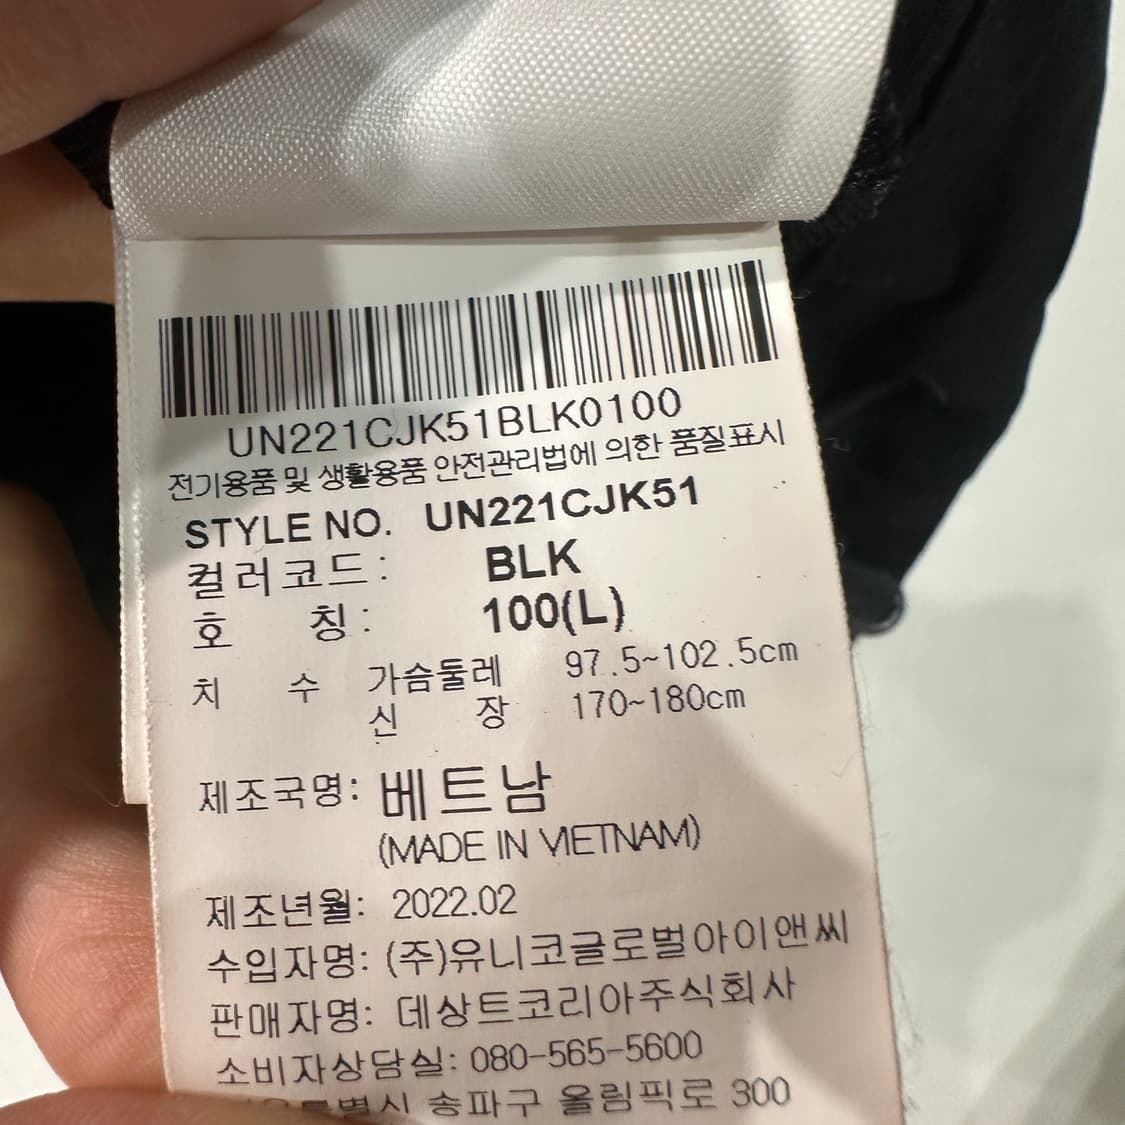 UN221CJK51BLK0100
전기용품 및 생활용품 안전관리법에 의한 품질표시
STYLE NO. UN221CJK51
컬러코드: BLK
호 칭: 100(L)
치 수 가슴둘레 97.5~102.5cm
신 장 170~180cm
제조국명: 베트남
(MADE IN VIETNAM)
제조년월: 2022.02
수입자명: (주)유니코글로벌아이앤씨
판매자명: 데상트코리아주식회사
소비자상담실: 080-565-5600
송파구 올림픽로 300